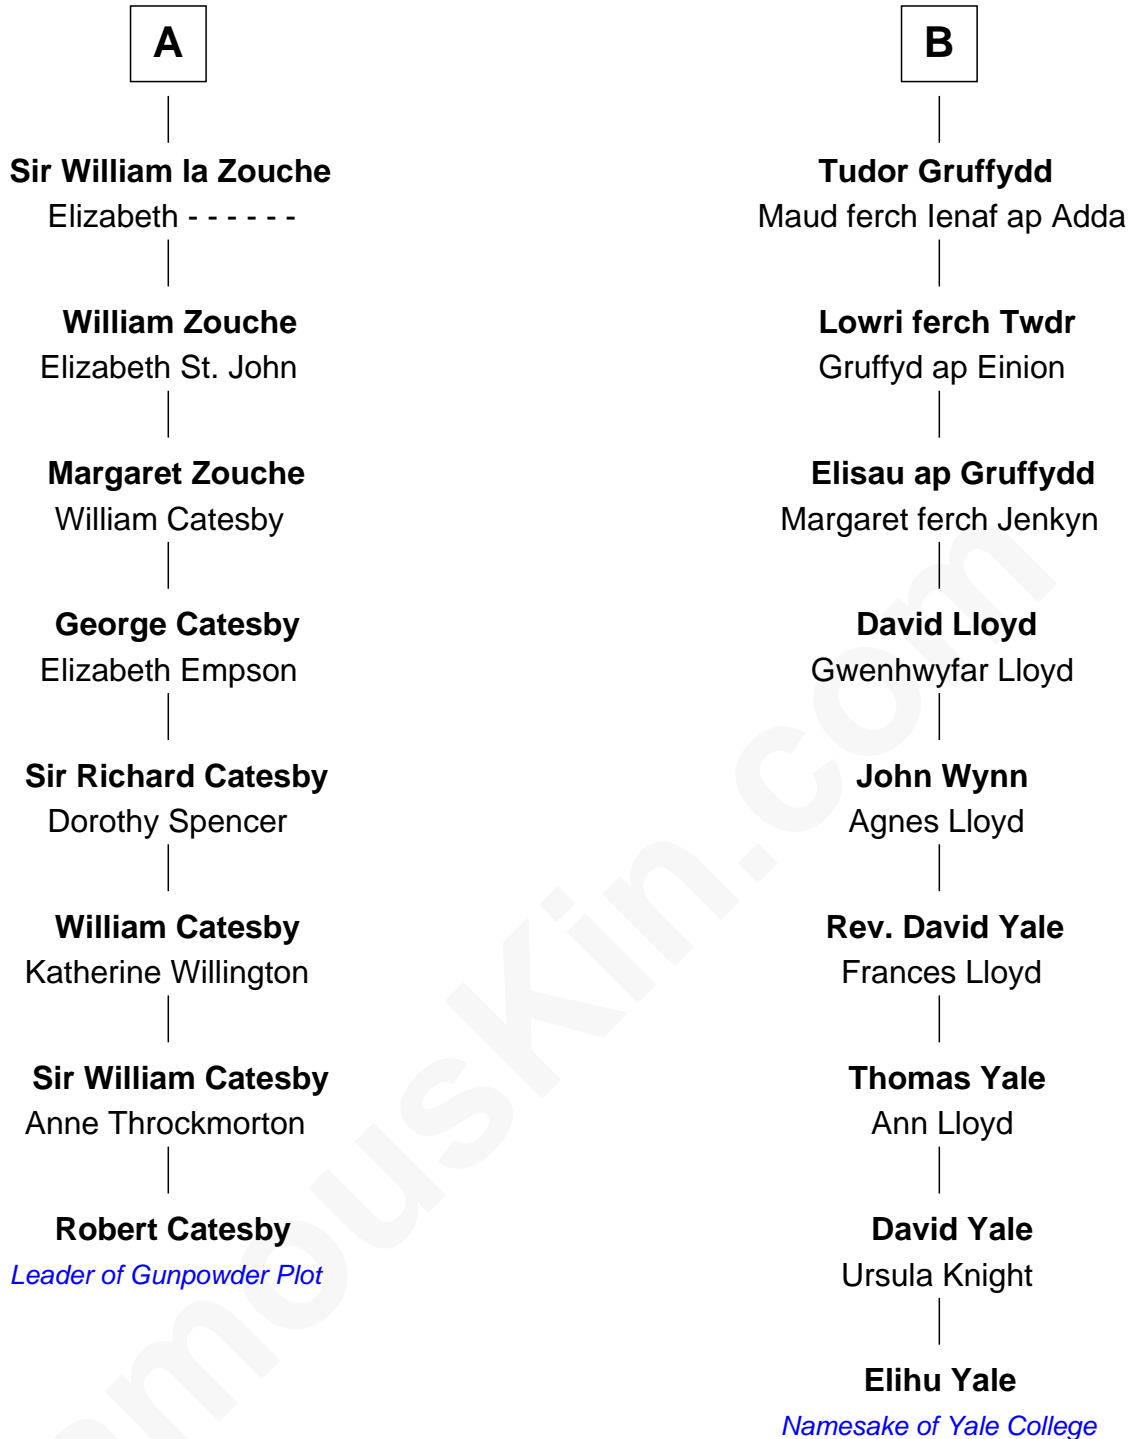 A
Sir William la Zouche
Elizabeth - - - - - -
William Zouche
Elizabeth St. John
Margaret Zouche
William Catesby
George Catesby
Elizabeth Empson
Sir Richard Catesby
Dorothy Spencer
William Catesby
Katherine Willington
Sir William Catesby
Anne Throckmorton
Robert Catesby
Leader of Gunpowder Plot
B
Tudor Gruffydd
Maud ferch Ienaf ap Adda
Lowri ferch Twdr
Gruffyd ap Einion
Elisau ap Gruffydd
Margaret ferch Jenkyn
David Lloyd
Gwenhwyfar Lloyd
John Wynn
Agnes Lloyd
Rev. David Yale
Frances Lloyd
Thomas Yale
Ann Lloyd
David Yale
Ursula Knight
Elihu Yale
Namesake of Yale College
amouskin.com